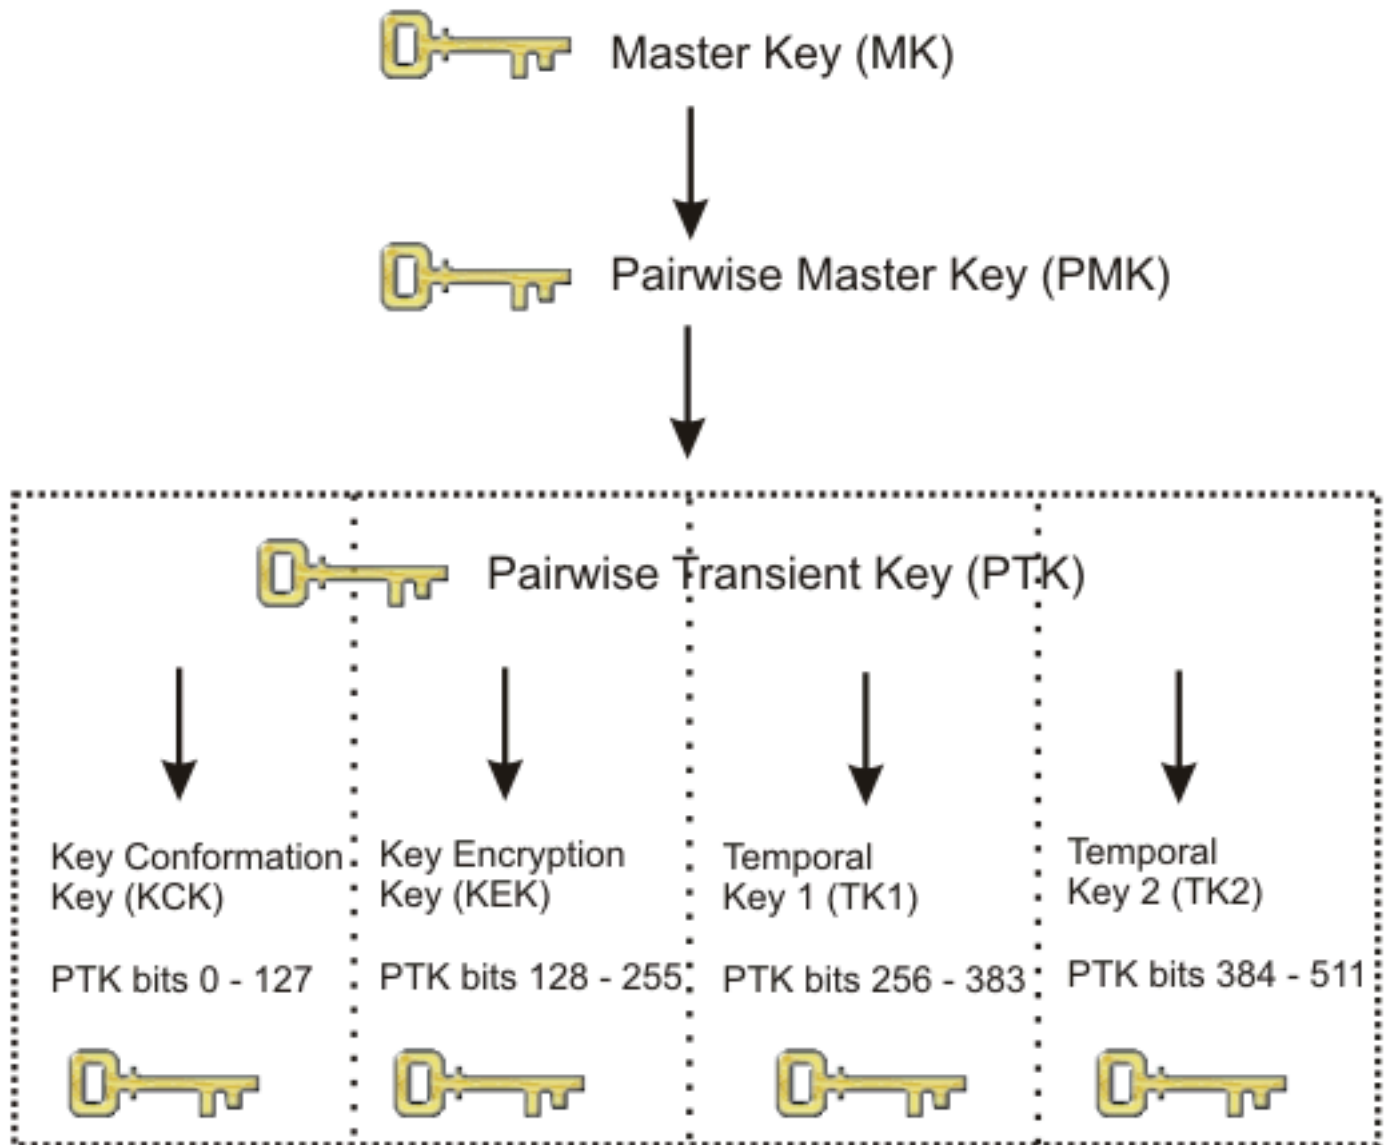 Master Key (MK)
Pairwise Master Key (PMK)
Pairwise Transient Key (PTK)
Key Conformation
Key (KCK)
PTK bits 0 - 127
Key Encryption
Key (KEK)
PTK bits 128 - 255
Temporal
Key 1 (TK1)
PTK bits 256 - 383
Temporal
Key 2 (TK2)
PTK bits 384 - 511